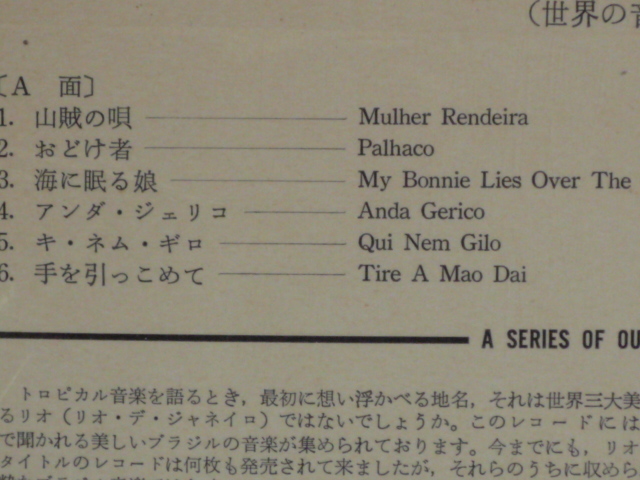 （世界の音
〔A 面〕
1. 山賊の唄 Mulher Rendeira
2. おどけ者 Palhaco
3. 海に眠る娘 My Bonnie Lies Over The
4. アンダ・ジェリコ Anda Gerico
5. キ・ネム・ギロ Qui Nem Gilo
6. 手を引っこめて Tire A Mao Dai
A SERIES OF OU
トロピカル音楽を語るとき，最初に想い浮かべる地名，それは世界三大美
るリオ（リオ・デ・ジャネイロ）ではないでしょうか。このレコードには
で聞かれる美しいブラジルの音楽が集められております。今までにも，リオ
タイトルのレコードは何枚も発売されて来ましたが，それらのうちに収めら